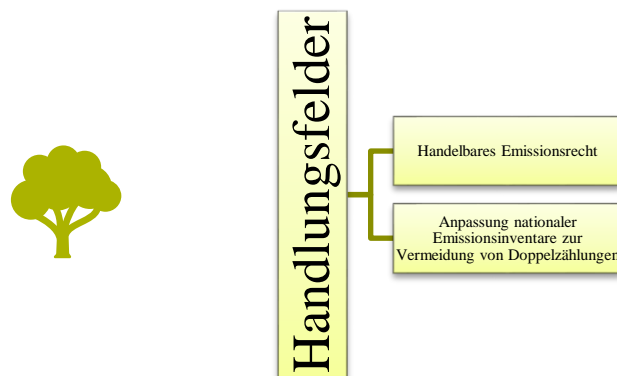 Handlungsfelder
Handelbares Emissionsrecht
Anpassung nationaler
Emissionsinventare zur
Vermeidung von Doppelzählungen